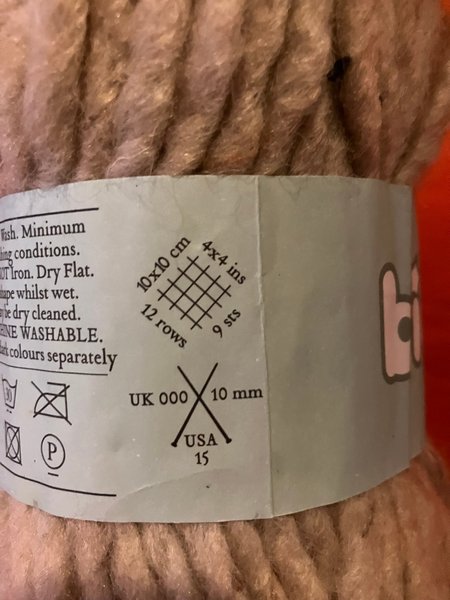 Wash. Minimum
conditions.
Iron. Dry Flat.
whilst wet.
be dry cleaned.
WASHABLE.
colours separately
10x10 cm
4x4 ins
12 rows
9 sts
UK 000
10 mm
USA
15
30
P